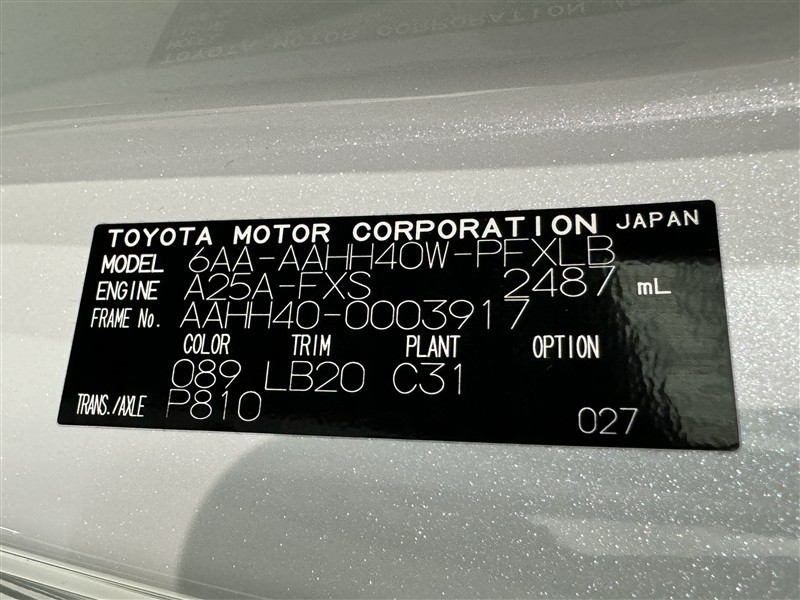 TOYOTA MOTOR CORPORATION JAPAN
MODEL 6AA-AAHH40W-PFXLB
ENGINE A25A-FXS 2487 mL
FRAME No. AAHH40-0003917
COLOR TRIM PLANT OPTION
089 LB20 C31
TRANS./AXLE P810 027